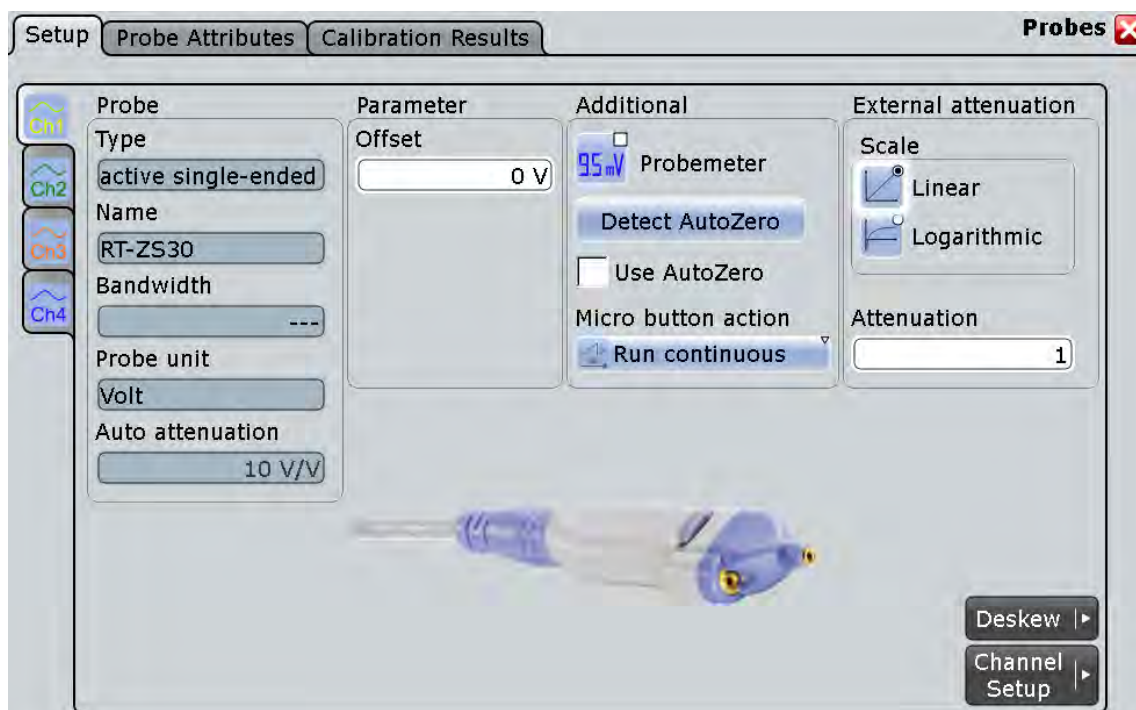 Setup
Probe Attributes
Calibration Results
Probes
Ch1
Ch2
Ch3
Ch4
Probe
Type
active single-ended
Name
RT-ZS30
Bandwidth
---
Probe unit
Volt
Auto attenuation
10 V/V
Parameter
Offset
0 V
Additional
95mV
Probemeter
Detect AutoZero
Use AutoZero
Micro button action
Run continuous
External attenuation
Scale
Linear
Logarithmic
Attenuation
1
Deskew
Channel
Setup